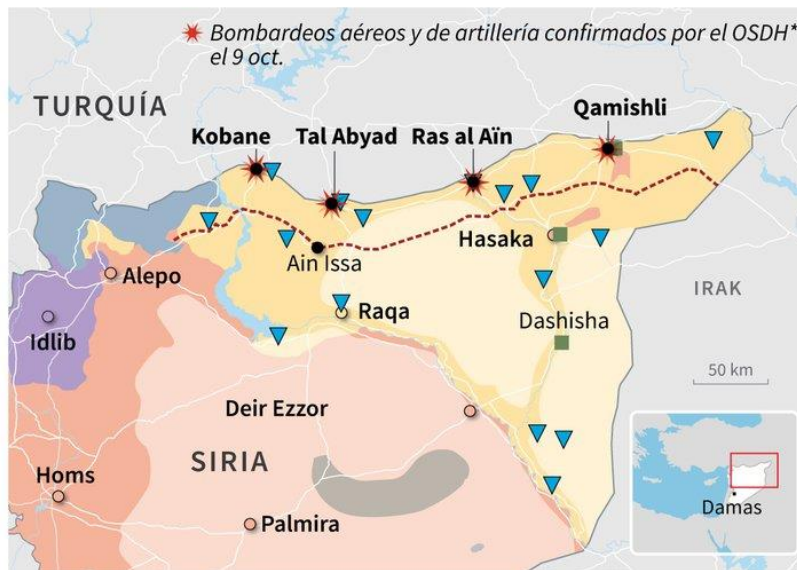 Bombardeos aéreos y de artillería confirmados por el OSDH*
el 9 oct.
TURQUÍA
Qamishli
Kobane
Tal Abyad
Ras al Aïn
Hasaka
Ain Issa
Alepo
IRAK
Raqa
Idlib
Dashisha
50 km
Deir Ezzor
SIRIA
Homs
Damas
Palmira